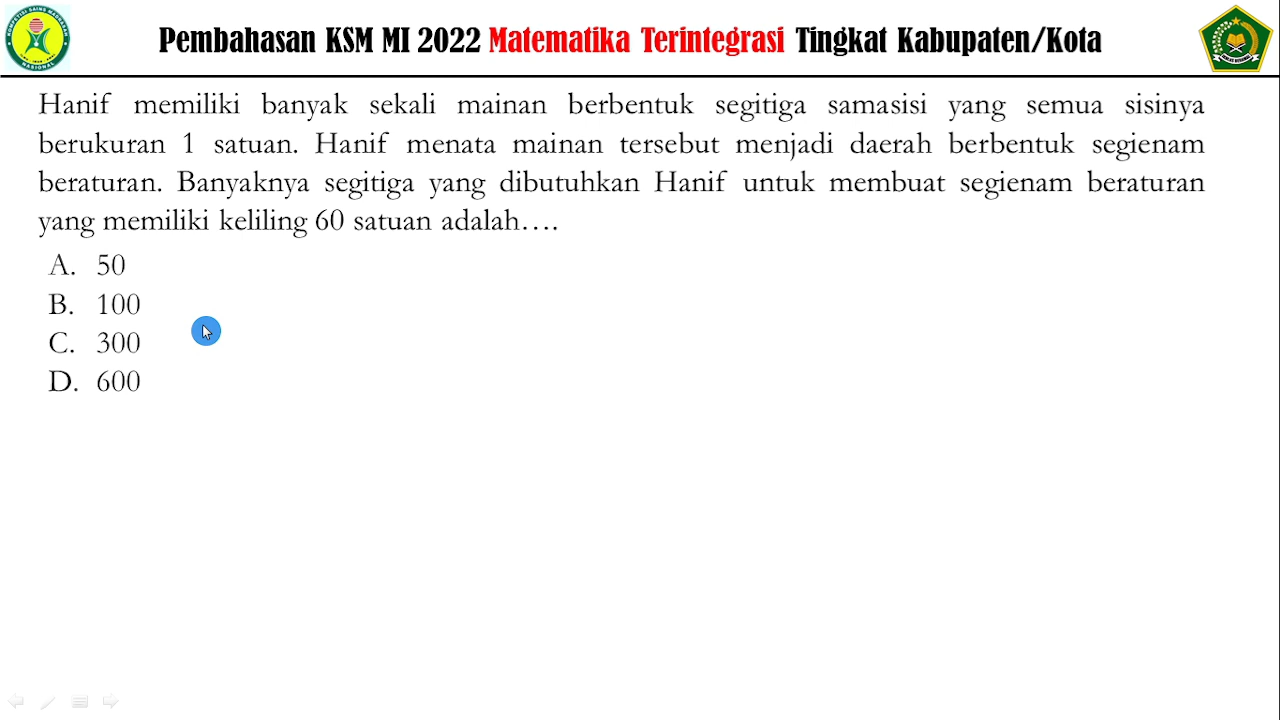 Pembahasan KSM MI 2022 Matematika Terintegrasi Tingkat Kabupaten/Kota
Hanif memiliki banyak sekali mainan berbentuk segitiga samasisi yang semua sisinya
berukuran 1 satuan. Hanif menata mainan tersebut menjadi daerah berbentuk segienam
beraturan. Banyaknya segitiga yang dibutuhkan Hanif untuk membuat segienam beraturan
yang memiliki keliling 60 satuan adalah….
A. 50
B. 100
C. 300
D. 600